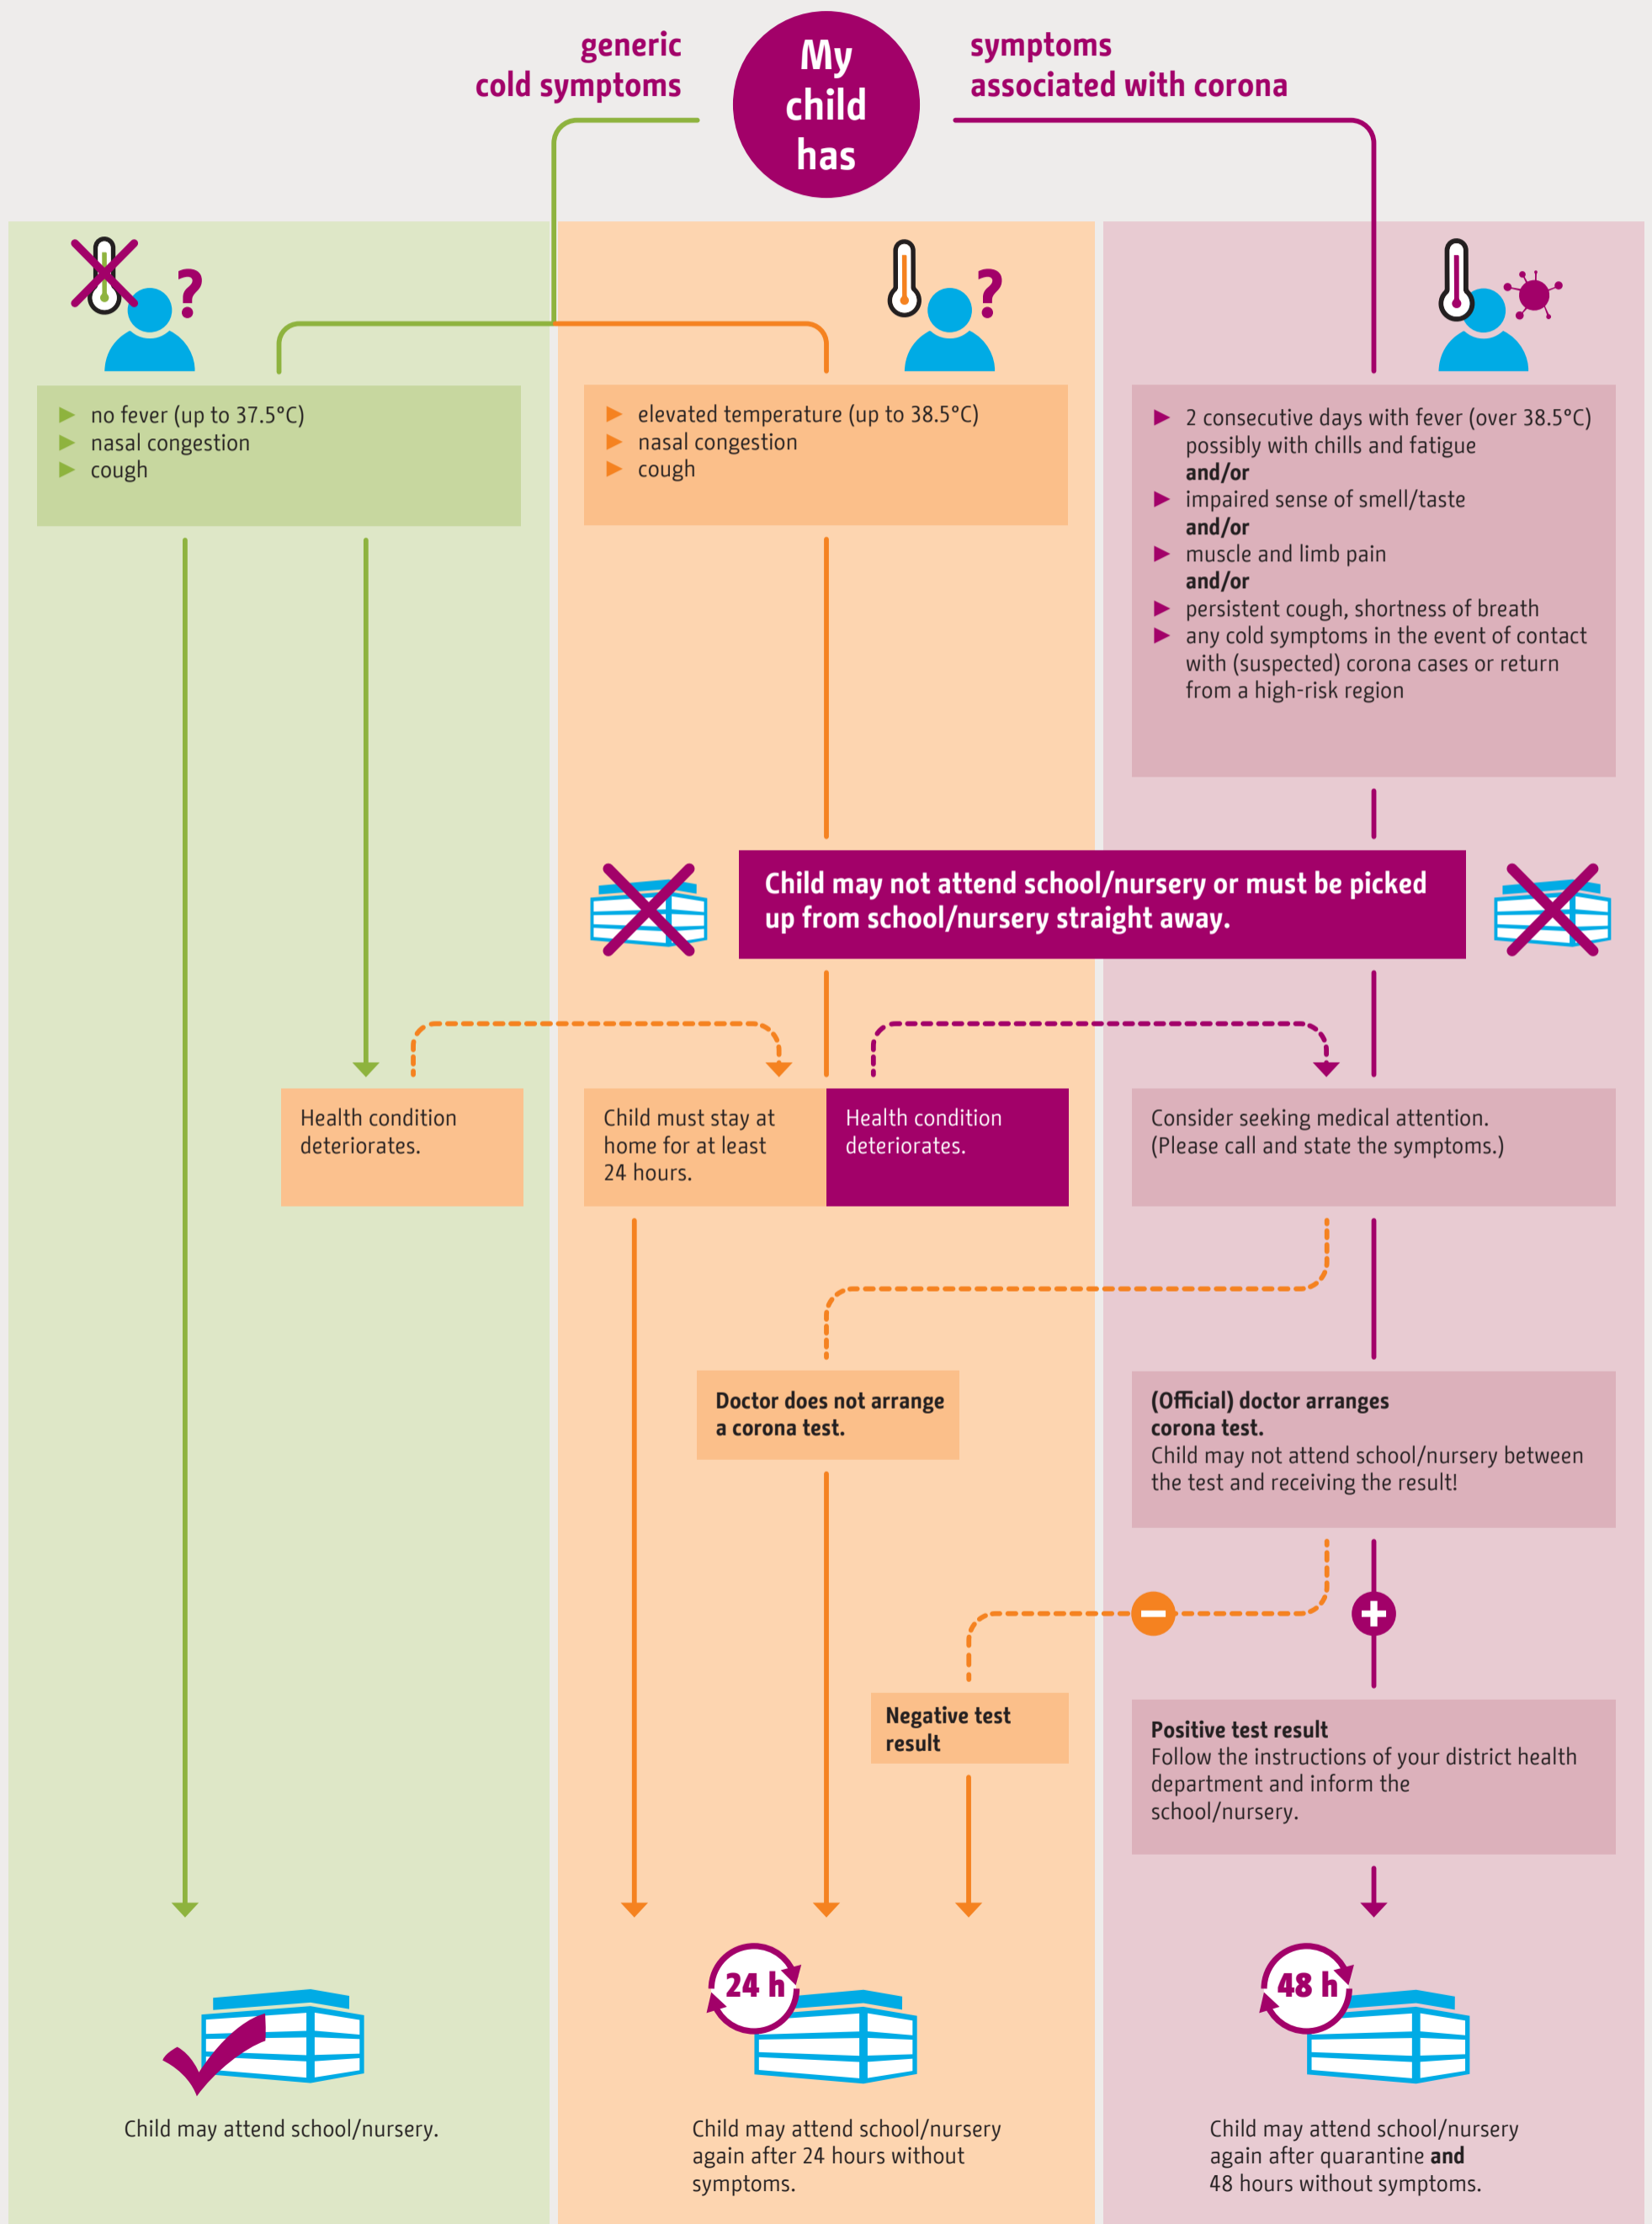 generic
cold symptoms
My
child
has
symptoms
associated with corona
?
▶ no fever (up to 37.5°C)
▶ nasal congestion
▶ cough
?
▶ elevated temperature (up to 38.5°C)
▶ nasal congestion
▶ cough
▶ 2 consecutive days with fever (over 38.5°C)
possibly with chills and fatigue
and/or
▶ impaired sense of smell/taste
and/or
▶ muscle and limb pain
and/or
▶ persistent cough, shortness of breath
▶ any cold symptoms in the event of contact
with (suspected) corona cases or return
from a high-risk region
Child may not attend school/nursery or must be picked
up from school/nursery straight away.
Health condition
deteriorates.
Child must stay at
home for at least
24 hours.
Health condition
deteriorates.
Consider seeking medical attention.
(Please call and state the symptoms.)
Doctor does not arrange
a corona test.
(Official) doctor arranges
corona test.
Child may not attend school/nursery between
the test and receiving the result!
−
+
Negative test
result
Positive test result
Follow the instructions of your district health
department and inform the
school/nursery.
Child may attend school/nursery.
24 h
Child may attend school/nursery
again after 24 hours without
symptoms.
48 h
Child may attend school/nursery
again after quarantine and
48 hours without symptoms.